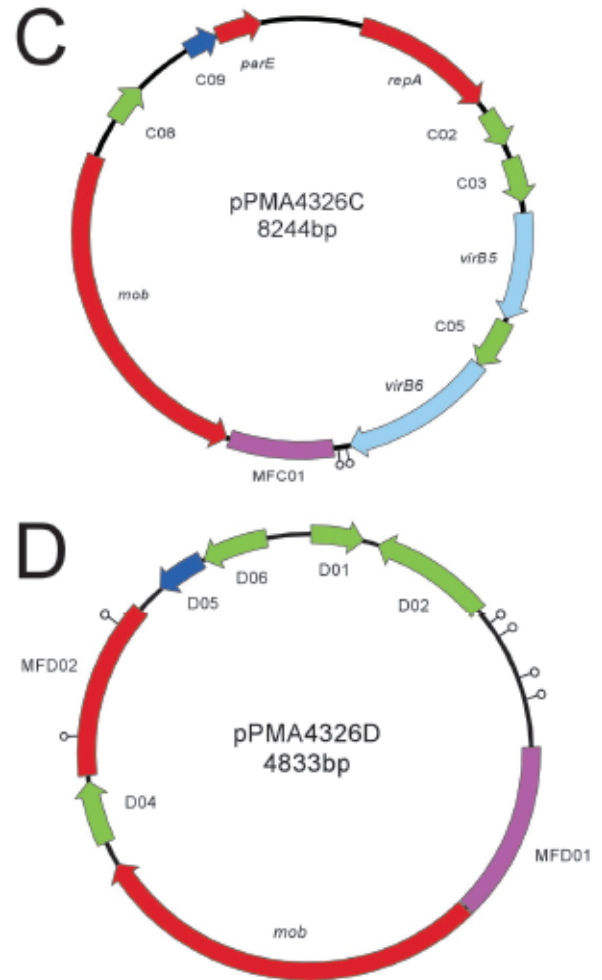 C
parE
C09
repA
C08
C02
C03
pPMA4326C
8244bp
virB5
mob
C05
virB6
MFC01
D
D06
D01
D05
D02
MFD02
pPMA4326D
4833bp
D04
MFD01
mob